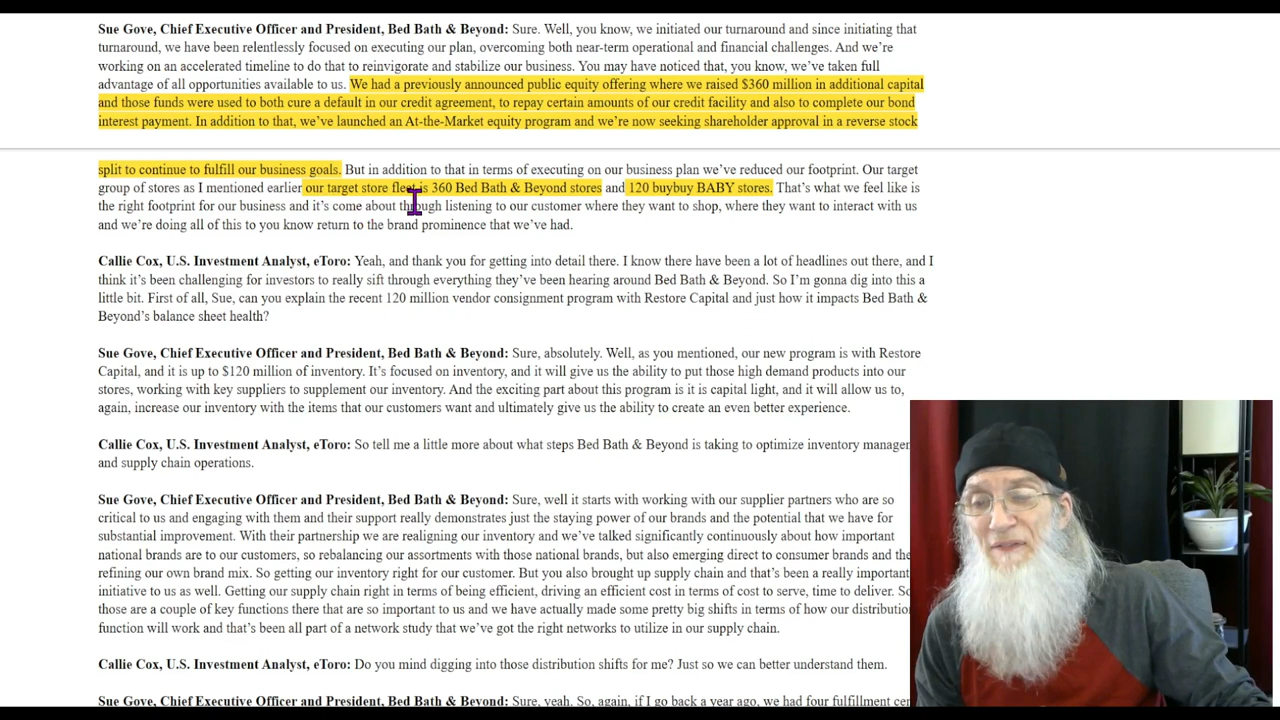 Sue Gove, Chief Executive Officer and President, Bed Bath & Beyond: Sure. Well, you know, we initiated our turnaround and since initiating that
turnaround, we have been relentlessly focused on executing our plan, overcoming both near-term operational and financial challenges. And we're
working on an accelerated timeline to do that to reinvigorate and stabilize our business. You may have noticed that, you know, we've taken full
advantage of all opportunities available to us. We had a previously announced public equity offering where we raised $360 million in additional capital
and those funds were used to both cure a default in our credit agreement, to repay certain amounts of our credit facility and also to complete our bond
interest payment. In addition to that, we've launched an At-the-Market equity program and we're now seeking shareholder approval in a reverse stock
split to continue to fulfill our business goals. But in addition to that in terms of executing on our business plan we've reduced our footprint. Our target
group of stores as I mentioned earlier our target store fleet is 360 Bed Bath & Beyond stores and 120 buybuy BABY stores. That's what we feel like is
the right footprint for our business and it's come about through listening to our customer where they want to shop, where they want to interact with us
and we're doing all of this to you know return to the brand prominence that we've had.
Callie Cox, U.S. Investment Analyst, eToro: Yeah, and thank you for getting into detail there. I know there have been a lot of headlines out there, and I
think it's been challenging for investors to really sift through everything they've been hearing around Bed Bath & Beyond. So I'm gonna dig into this a
little bit. First of all, Sue, can you explain the recent 120 million vendor consignment program with Restore Capital and just how it impacts Bed Bath &
Beyond's balance sheet health?
Sue Gove, Chief Executive Officer and President, Bed Bath & Beyond: Sure, absolutely. Well, as you mentioned, our new program is with Restore
Capital, and it is up to $120 million of inventory. It's focused on inventory, and it will give us the ability to put those high demand products into our
stores, working with key suppliers to supplement our inventory. And the exciting part about this program is it is capital light, and it will allow us to,
again, increase our inventory with the items that our customers want and ultimately give us the ability to create an even better experience.
Callie Cox, U.S. Investment Analyst, eToro: So tell me a little more about what steps Bed Bath & Beyond is taking to optimize inventory manager
and supply chain operations.
Sue Gove, Chief Executive Officer and President, Bed Bath & Beyond: Sure, well it starts with working with our supplier partners who are so
critical to us and engaging with them and their support really demonstrates just the staying power of our brands and the potential that we have for
substantial improvement. With their partnership we are realigning our inventory and we've talked significantly continuously about how important
national brands are to our customers, so rebalancing our assortments with those national brands, but also emerging direct to consumer brands and the
refining our own brand mix. So getting our inventory right for our customer. But you also brought up supply chain and that's been a really important
initiative to us as well. Getting our supply chain right in terms of being efficient, driving an efficient cost in terms of cost to serve, time to deliver. So
those are a couple of key functions there that are so important to us and we have actually made some pretty big shifts in terms of how our distributio
function will work and that's been all part of a network study that we've got the right networks to utilize in our supply chain.
Callie Cox, U.S. Investment Analyst, eToro: Do you mind digging into those distribution shifts for me? Just so we can better understand them.
Sue Gove, Chief Executive Officer and President, Bed Bath & Beyond: Sure, yeah. So, again, if I go back a year ago, we had four fulfillment cen